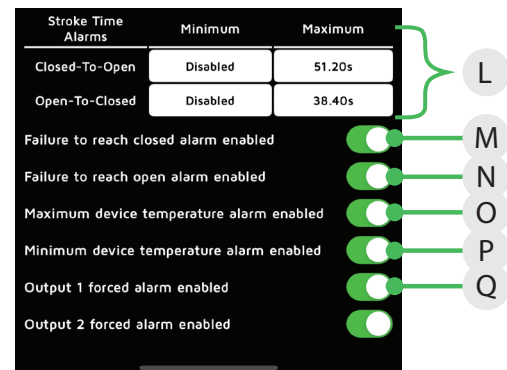 Stroke Time Alarms Minimum Maximum
Closed-To-Open Disabled 51.20s
Open-To-Closed Disabled 38.40s
L
Failure to reach closed alarm enabled M
Failure to reach open alarm enabled N
Maximum device temperature alarm enabled O
Minimum device temperature alarm enabled P
Output 1 forced alarm enabled Q
Output 2 forced alarm enabled